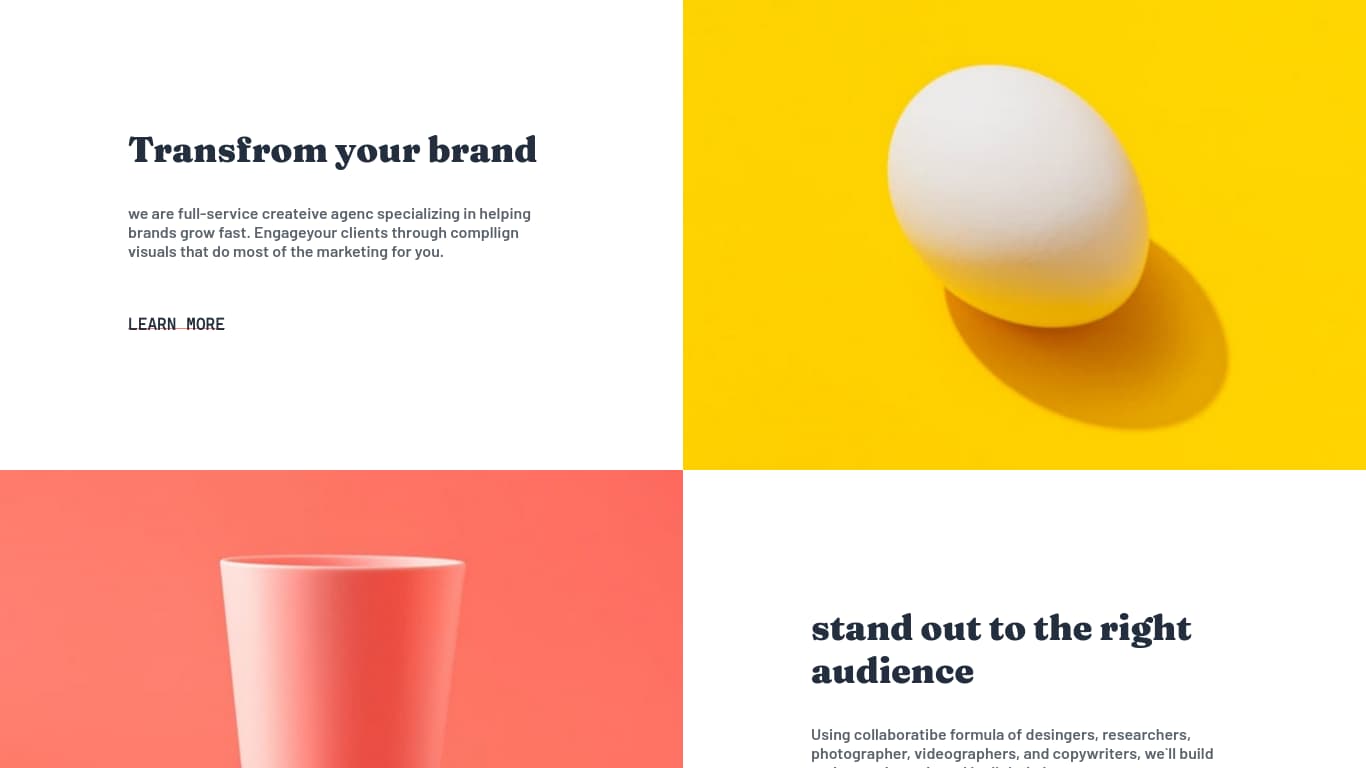 Transfrom your brand
we are full-service createive agenc specializing in helping
brands grow fast. Engageyour clients through compllign
visuals that do most of the marketing for you.
LEARN MORE
stand out to the right
audience
Using collaboratibe formula of desingers, researchers,
photographer, videographers, and copywriters, we'll build